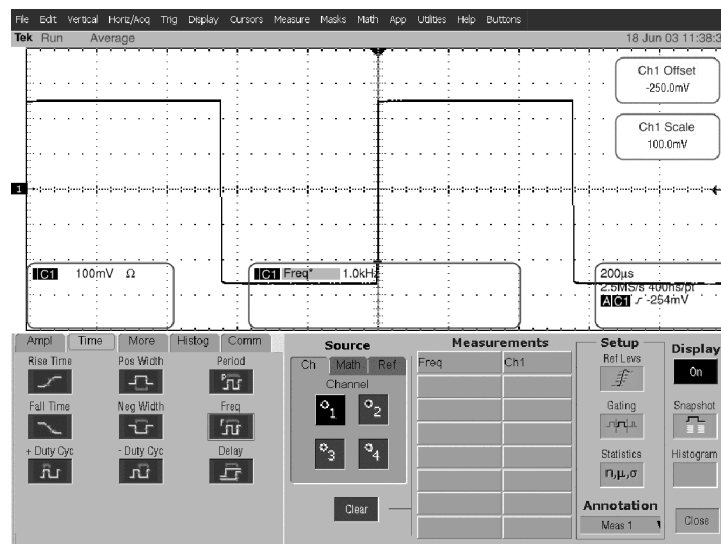 File Edit Vertical Horiz/Acq Trig Display Cursors Measure Masks Math App Utilities Help Buttons
Tek Run Average 18 Jun 03 11:38:3
Ch1 Offset
-250.0mV
Ch1 Scale
100.0mV
1
C1 100mV Ω
C1 Freq* 1.0kHz
200µs
2.5MS/s 400ns/pt
A C1 -254mV
Ampl Time More Histog Comm
Rise Time Pos Width Period
Fall Time Neg Width Freq
+ Duty Cyc - Duty Cyc Delay
Source
Ch Math Ref
Channel
1 2
3 4
Clear
Measurements
Freq Ch1
Setup
Ref Levs
Gating
Statistics
n,µ,σ
Annotation
Meas 1
Display
On
Snapshot
Histogram
Close